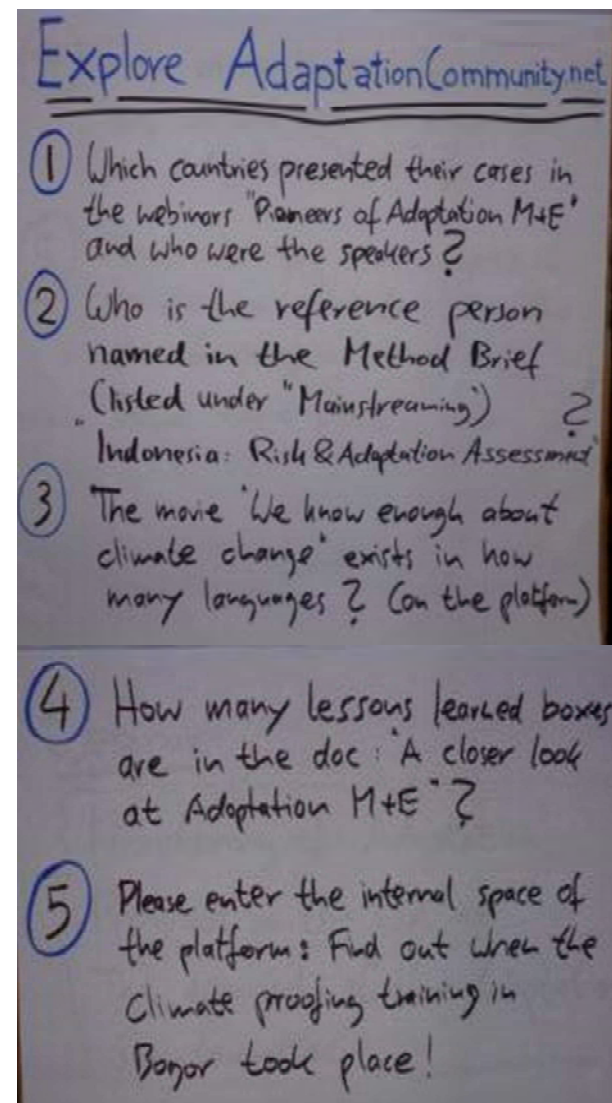 Explore AdaptationCommunity.net
1 Which countries presented their cases in
the webinars "Pioneers of Adaptation M+E"
and who were the speakers?
2 Who is the reference person
named in the Method Brief
(listed under "Mainstreaming") ?
"Indonesia: Risk & Adaptation Assessment"
3 The movie "We know enough about
climate change" exists in how
many languages? (on the platform)
4 How many lessons learned boxes
are in the doc: "A closer look
at Adaptation M+E"?
5 Please enter the internal space of
the platform: Find out when the
Climate proofing training in
Bogor took place!